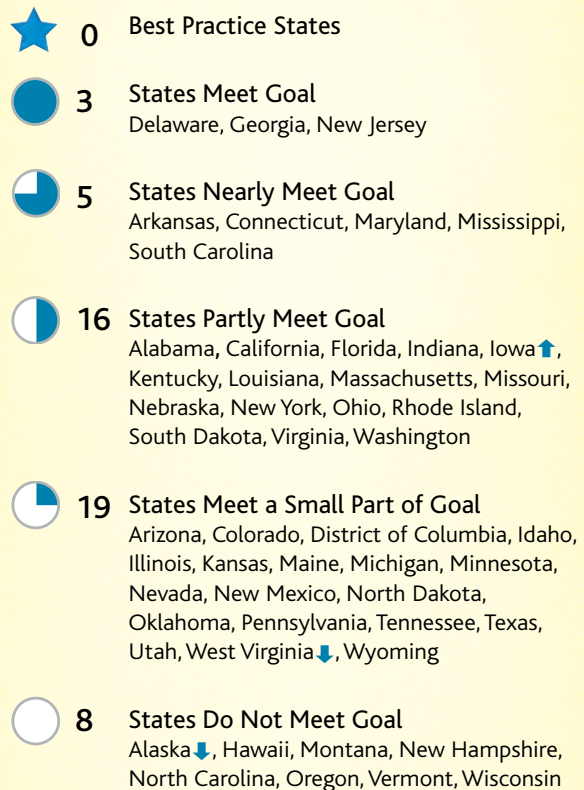 0 Best Practice States
3 States Meet Goal
Delaware, Georgia, New Jersey
5 States Nearly Meet Goal
Arkansas, Connecticut, Maryland, Mississippi,
South Carolina
16 States Partly Meet Goal
Alabama, California, Florida, Indiana, Iowa⬆,
Kentucky, Louisiana, Massachusetts, Missouri,
Nebraska, New York, Ohio, Rhode Island,
South Dakota, Virginia, Washington
19 States Meet a Small Part of Goal
Arizona, Colorado, District of Columbia, Idaho,
Illinois, Kansas, Maine, Michigan, Minnesota,
Nevada, New Mexico, North Dakota,
Oklahoma, Pennsylvania, Tennessee, Texas,
Utah, West Virginia⬇, Wyoming
8 States Do Not Meet Goal
Alaska⬇, Hawaii, Montana, New Hampshire,
North Carolina, Oregon, Vermont, Wisconsin